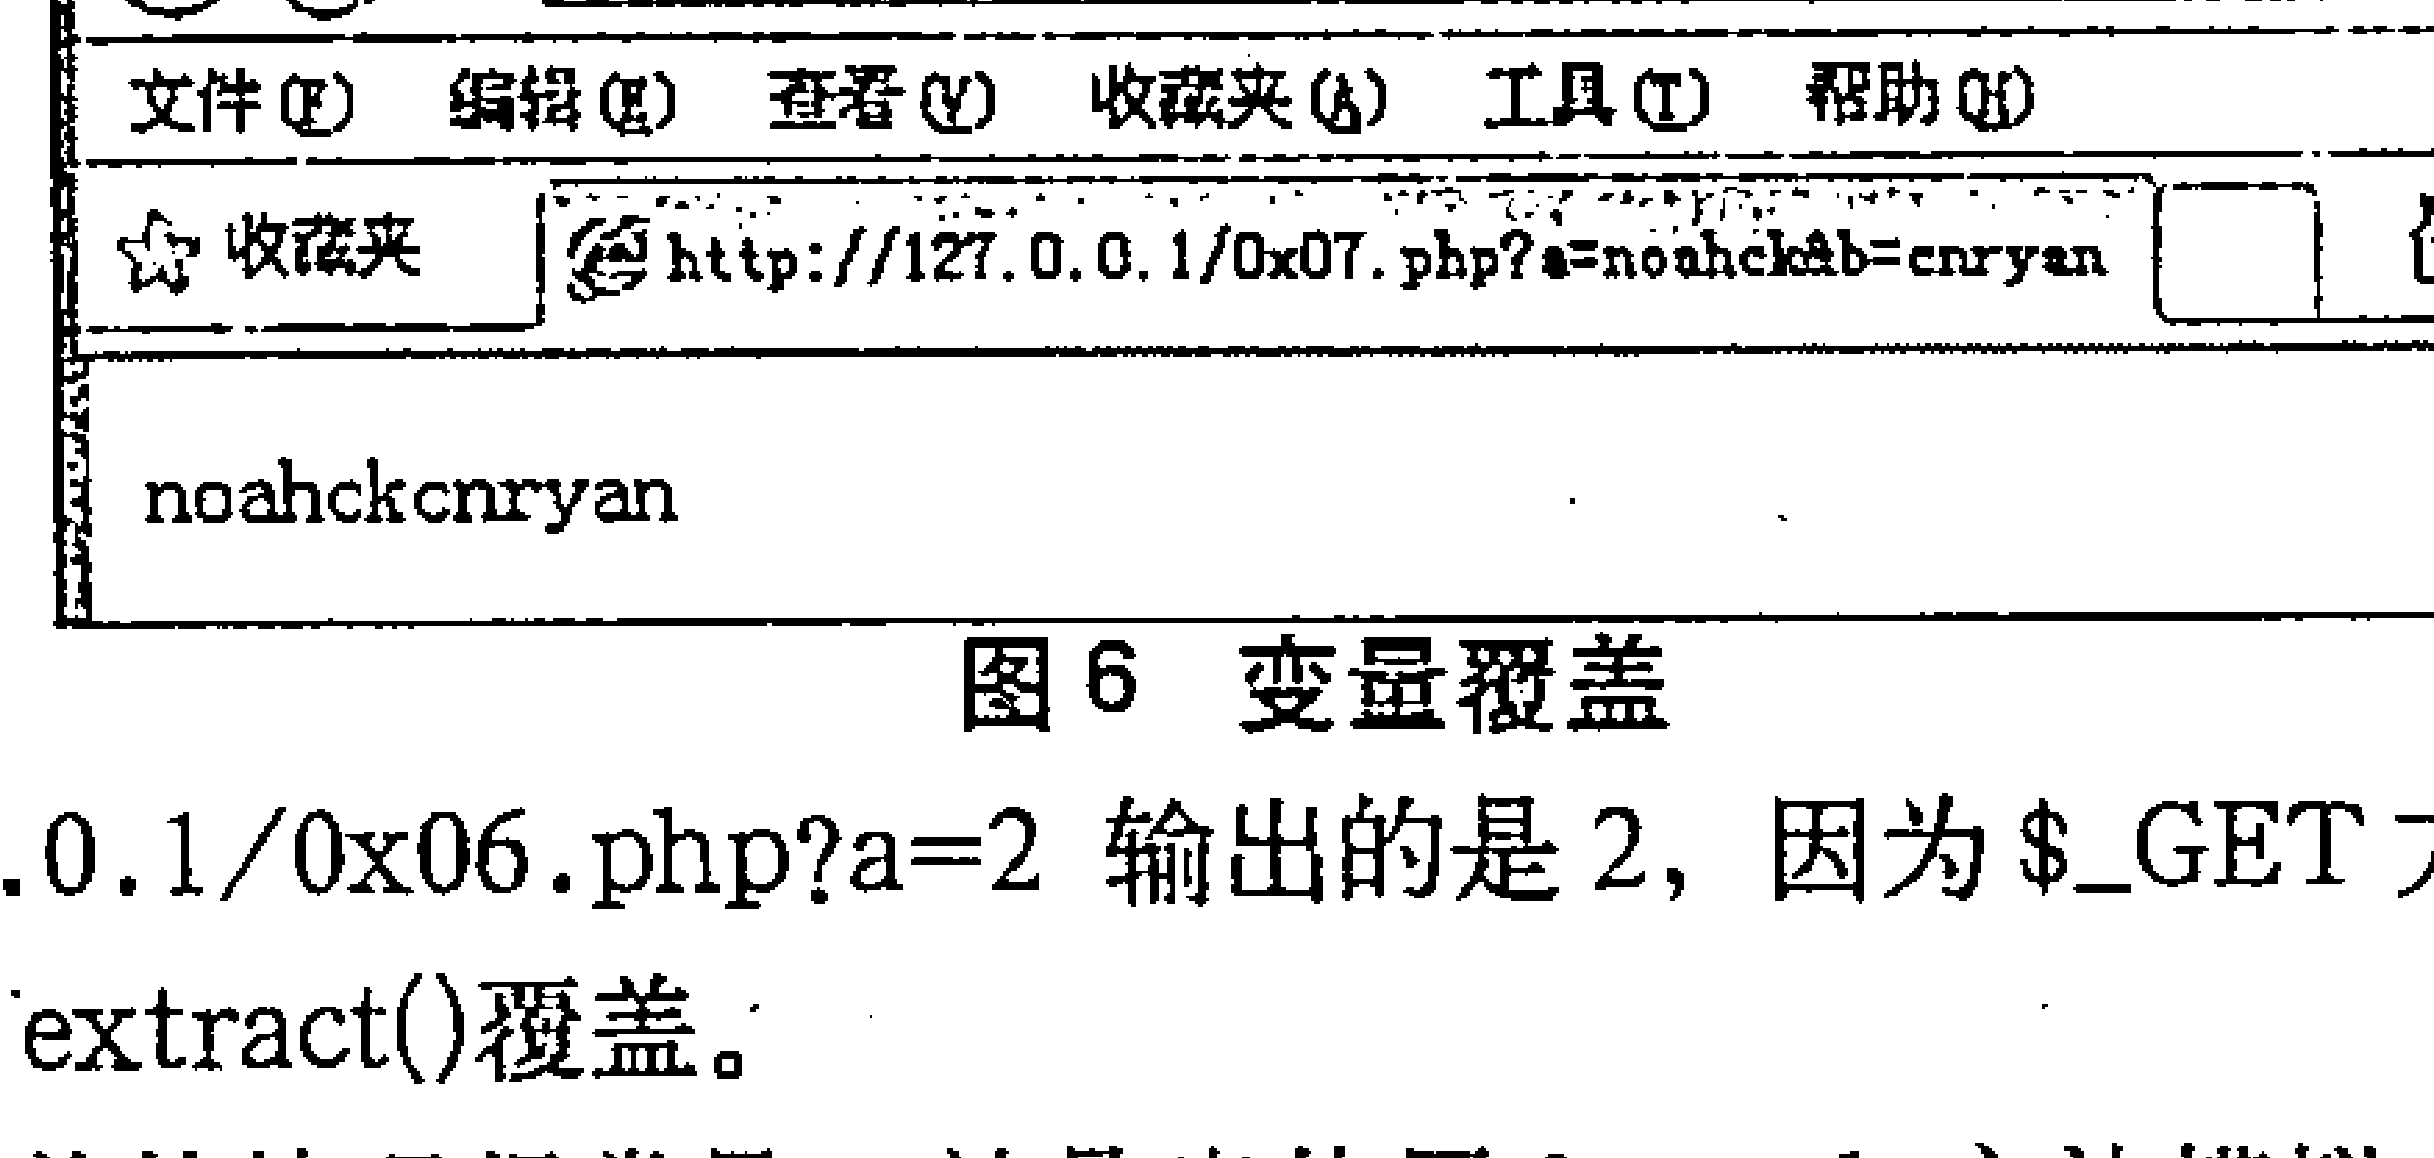 文件(F) 编辑(E) 查看(V) 收藏夹(A) 工具(T) 帮助(H)
收藏夹 http://127.0.0.1/0x07.php?a=noahck&b=cnryan
noahckcnryan
图 6 变量覆盖
.0.1/0x06.php?a=2 输出的是 2，因为 $_GET
extract()覆盖。